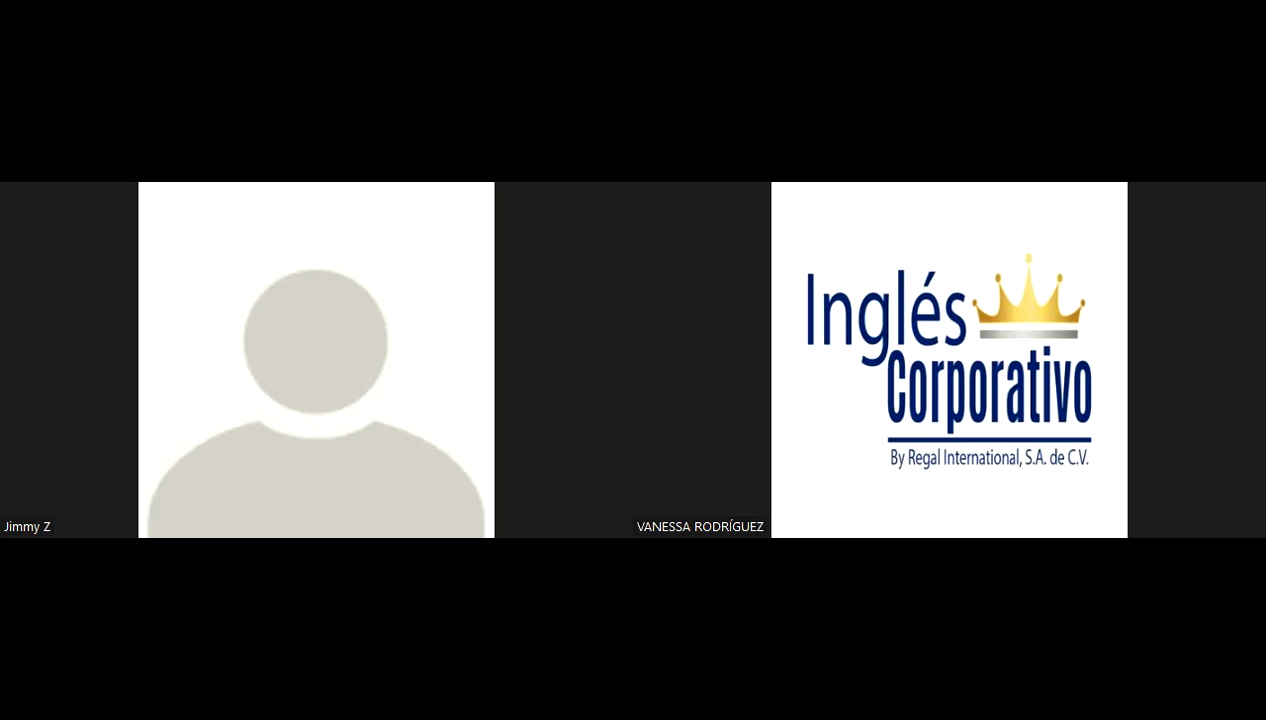 Inglés
Corporativo
By Regal International, S.A. de C.V.
Jimmy Z
VANESSA RODRÍGUEZ